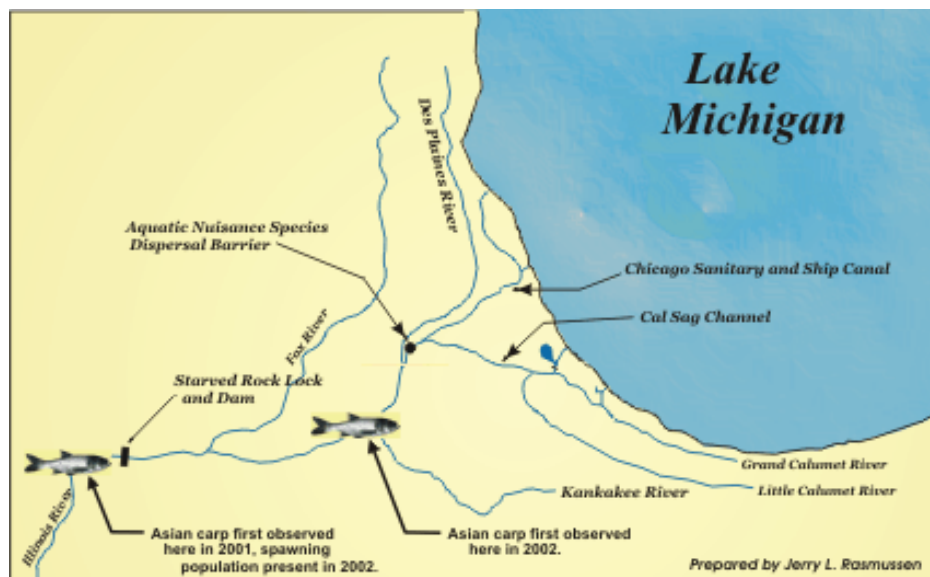 Lake
Michigan
Des Plaines River
Aquatic Nuisance Species
Dispersal Barrier
Chicago Sanitary and Ship Canal
Cal Sag Channel
Fox River
Starved Rock Lock
and Dam
Grand Calumet River
Little Calumet River
Kankakee River
Illinois River
Asian carp first observed
here in 2001, spawning
population present in 2002.
Asian carp first observed
here in 2002.
Prepared by Jerry L. Rasmussen